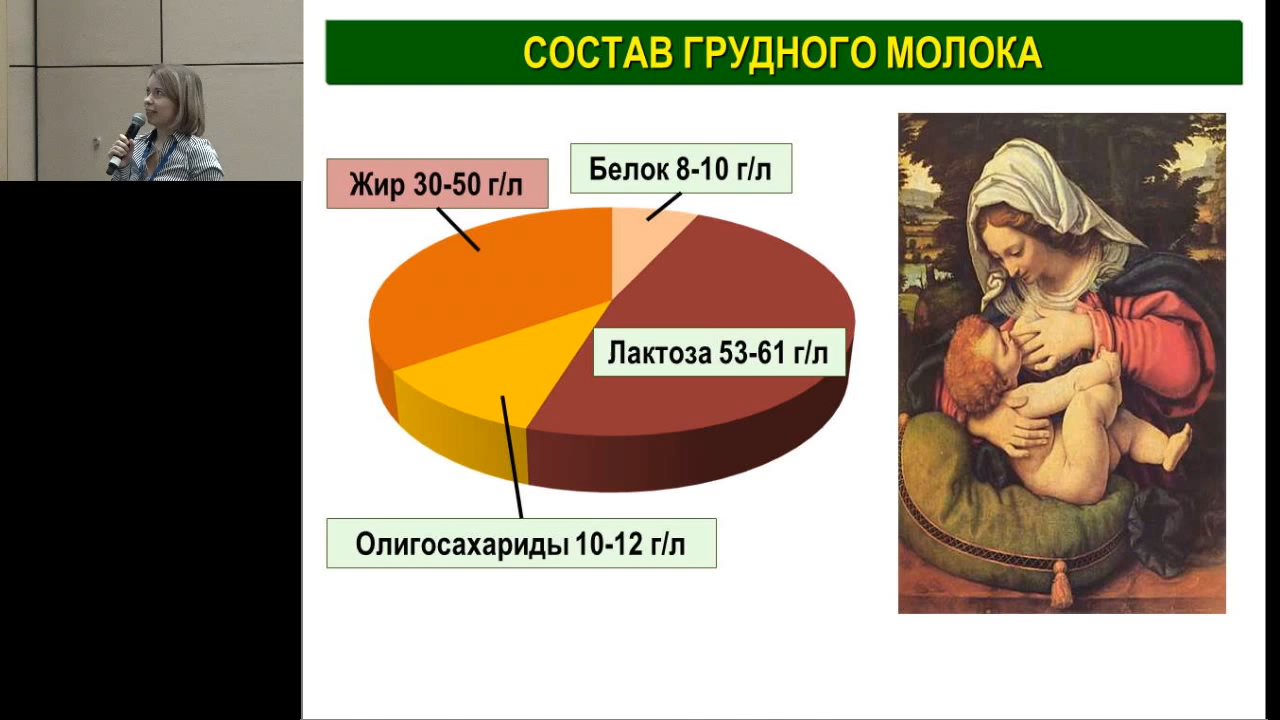 СОСТАВ ГРУДНОГО МОЛОКА
Жир 30-50 г/л
Белок 8-10 г/л
Лактоза 53-61 г/л
Олигосахариды 10-12 г/л